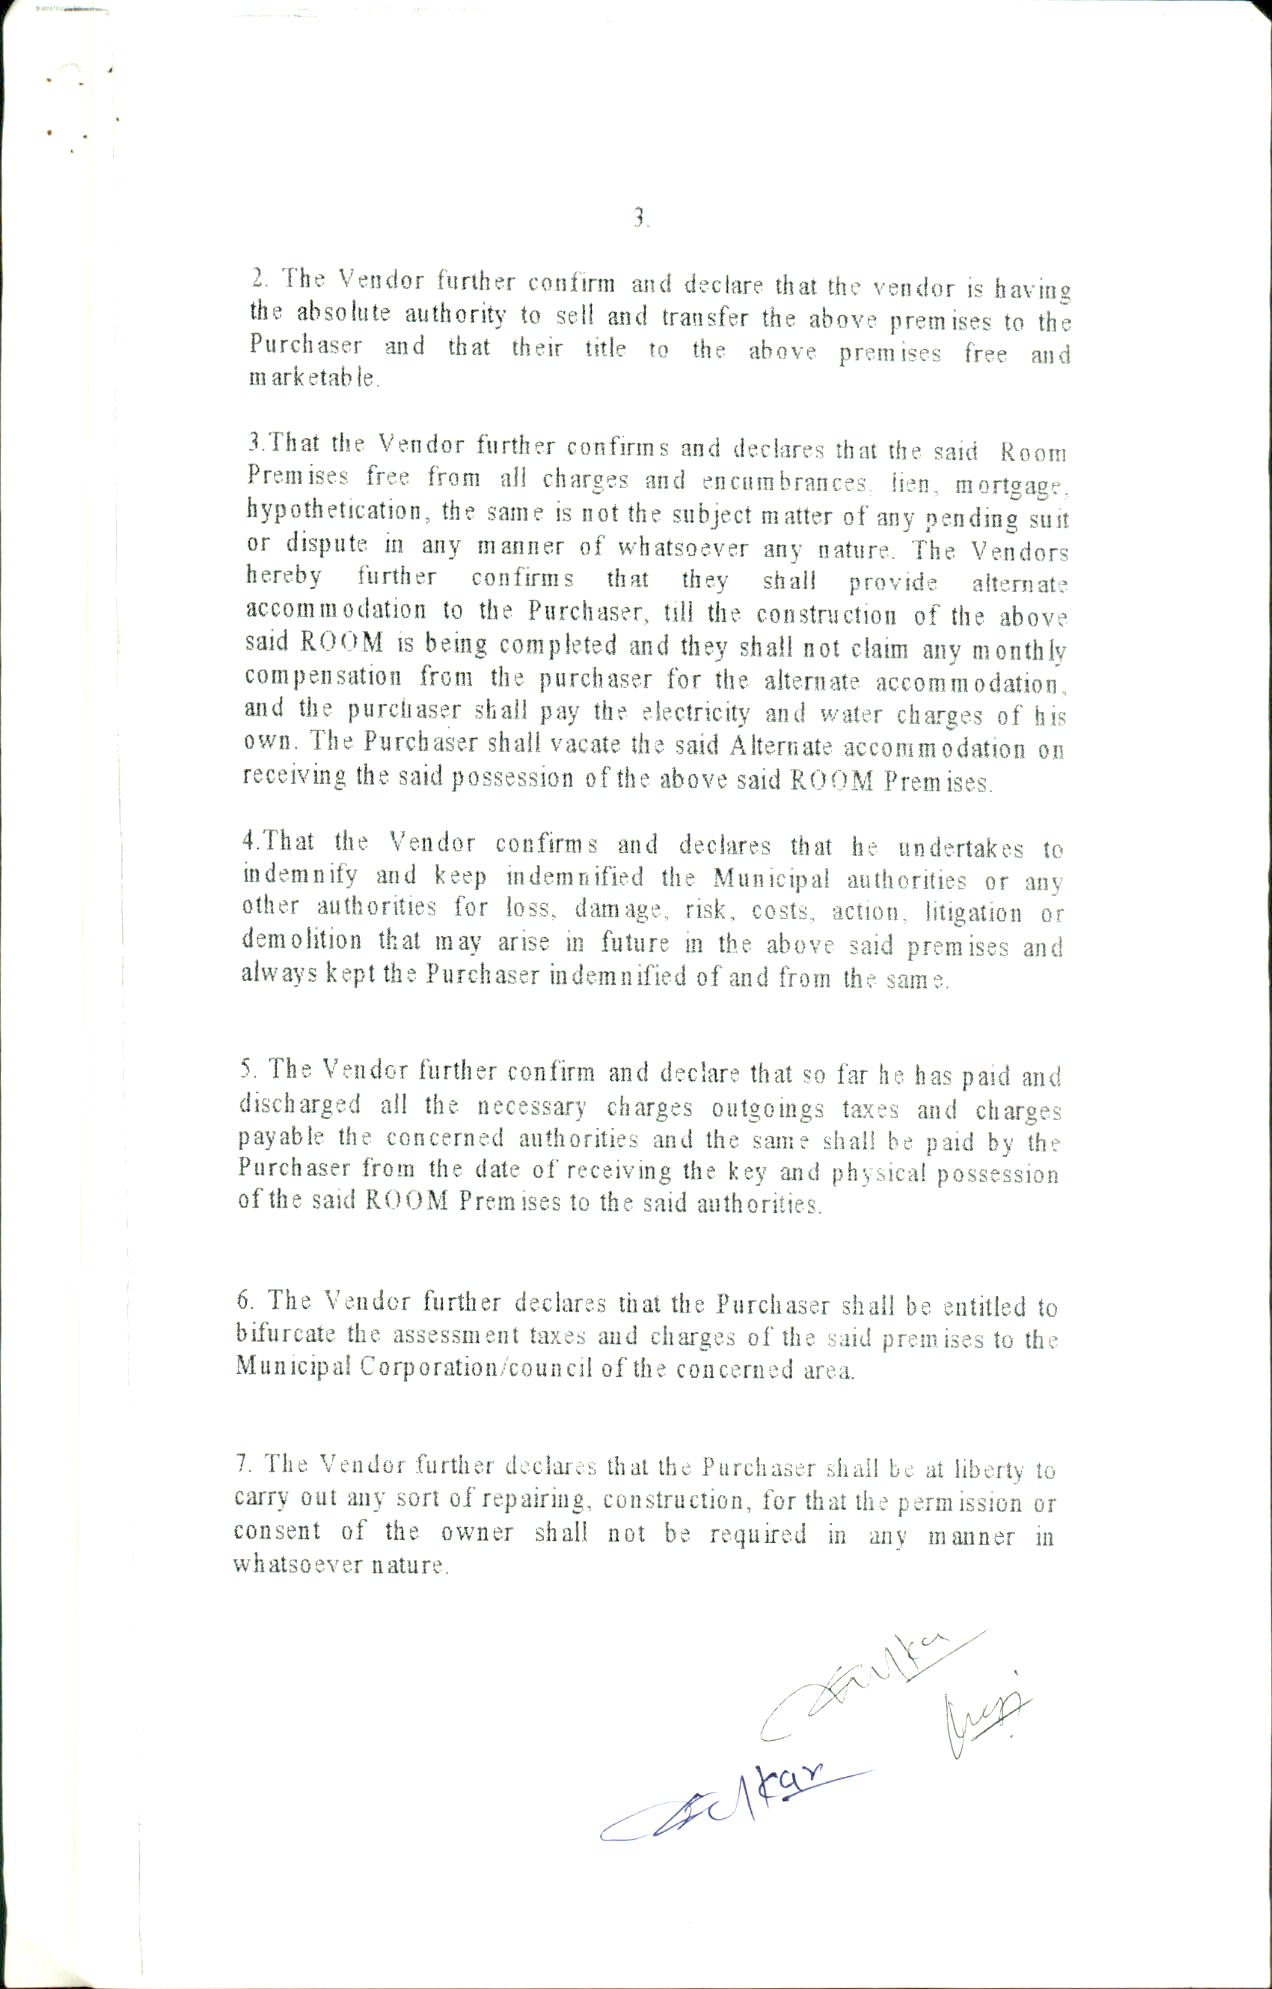 3.
2. The Vendor further confirm and declare that the vendor is having
the absolute authority to sell and transfer the above premises to the
Purchaser and that their title to the above premises free and
marketable.
3.That the Vendor further confirms and declares that the said Room
Premises free from all charges and encumbrances, lien, mortgage,
hypothetication, the same is not the subject matter of any pending suit
or dispute in any manner of whatsoever any nature. The Vendors
hereby further confirms that they shall provide alternate
accommodation to the Purchaser, till the construction of the above
said ROOM is being completed and they shall not claim any monthly
compensation from the purchaser for the alternate accommodation,
and the purchaser shall pay the electricity and water charges of his
own. The Purchaser shall vacate the said Alternate accommodation on
receiving the said possession of the above said ROOM Premises.
4.That the Vendor confirms and declares that he undertakes to
indemnify and keep indemnified the Municipal authorities or any
other authorities for loss, damage, risk, costs, action, litigation or
demolition that may arise in future in the above said premises and
always kept the Purchaser indemnified of and from the same.
5. The Vendor further confirm and declare that so far he has paid and
discharged all the necessary charges outgoings taxes and charges
payable the concerned authorities and the same shall be paid by the
Purchaser from the date of receiving the key and physical possession
of the said ROOM Premises to the said authorities.
6. The Vendor further declares that the Purchaser shall be entitled to
bifurcate the assessment taxes and charges of the said premises to the
Municipal Corporation/council of the concerned area.
7. The Vendor further declares that the Purchaser shall be at liberty to
carry out any sort of repairing, construction, for that the permission or
consent of the owner shall not be required in any manner in
whatsoever nature.